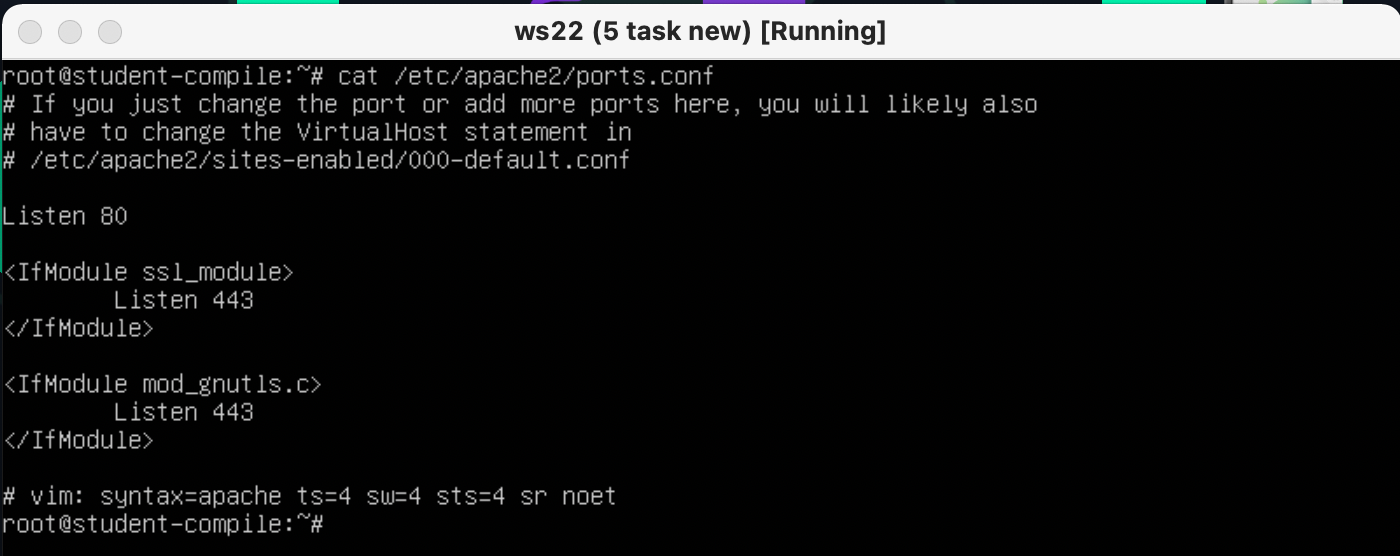 ws22 (5 task new) [Running]
root@student-compile:~# cat /etc/apache2/ports.conf
# If you just change the port or add more ports here, you will likely also
# have to change the VirtualHost statement in
# /etc/apache2/sites-enabled/000-default.conf
Listen 80
<IfModule ssl_module>
        Listen 443
</IfModule>
<IfModule mod_gnutls.c>
        Listen 443
</IfModule>
# vim: syntax=apache ts=4 sw=4 sts=4 sr noet
root@student-compile:~#